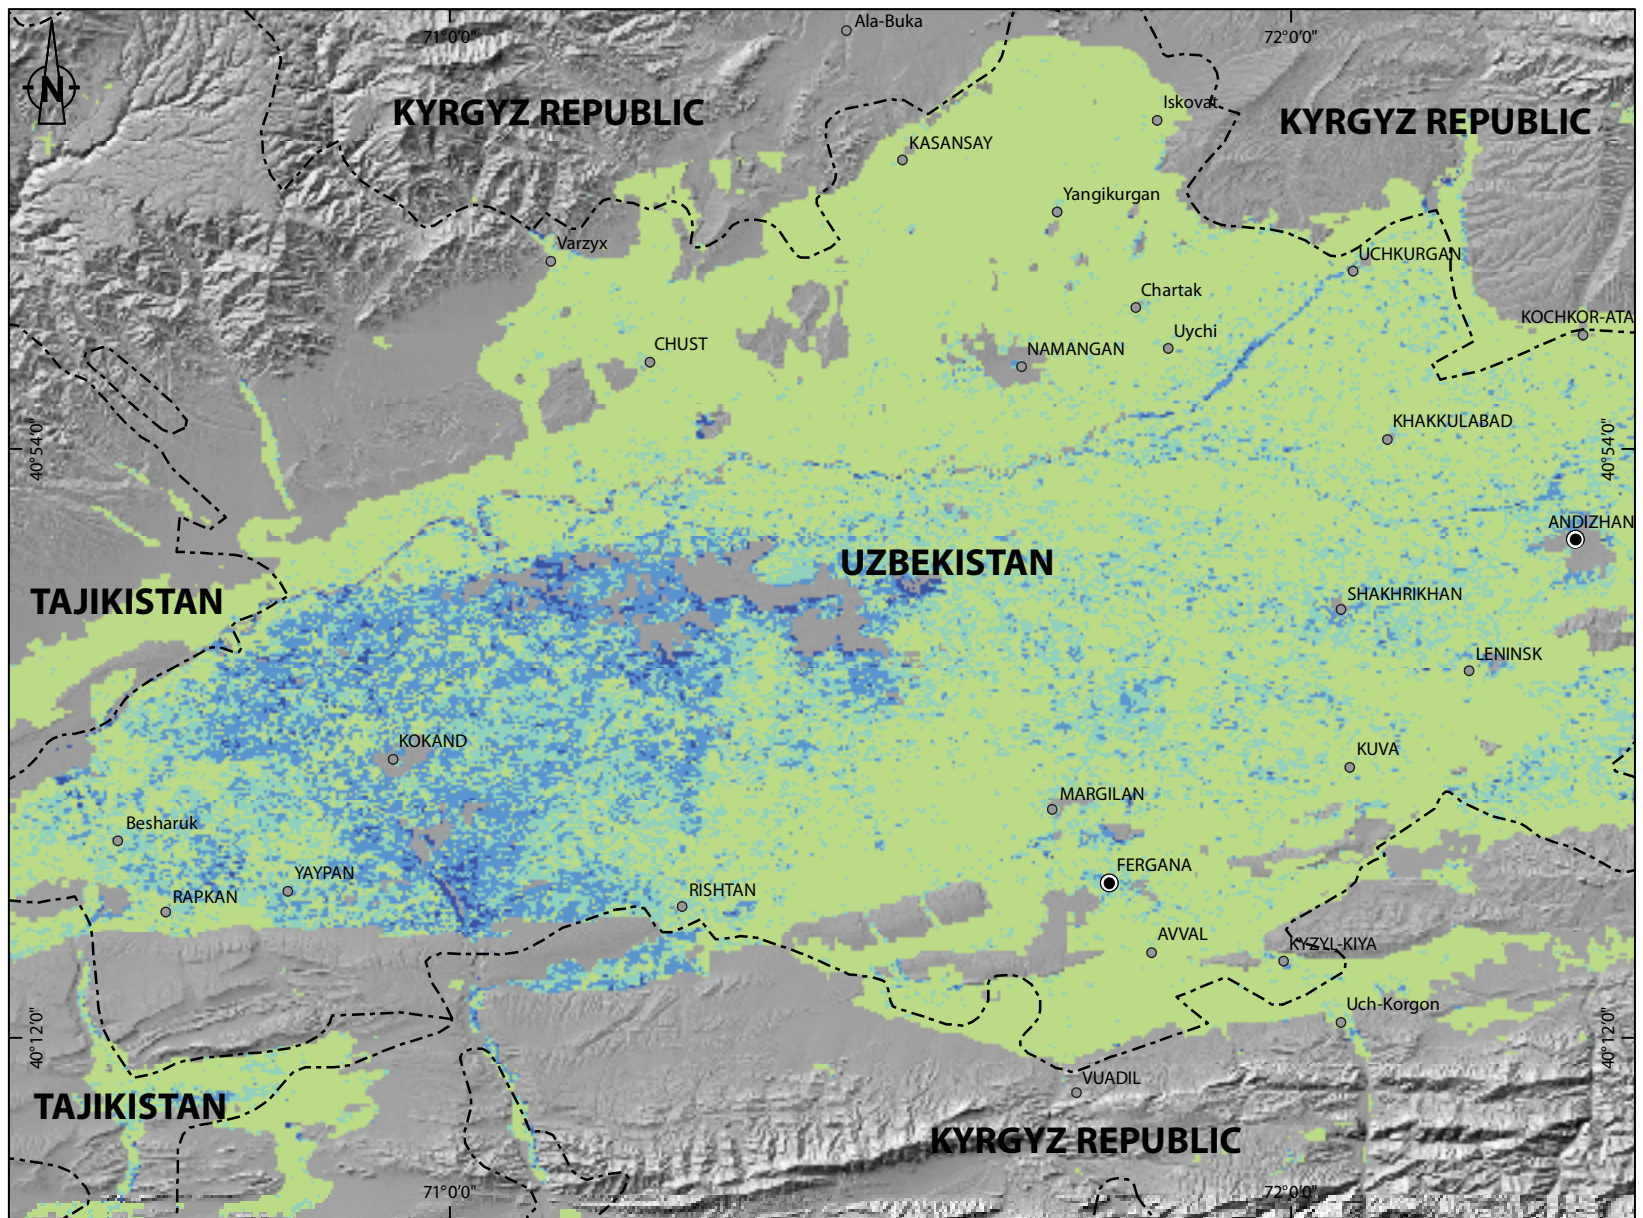 Ala-Buka
71°0'0"
72°0'0"
N
KYRGYZ REPUBLIC
Iskovat
KYRGYZ REPUBLIC
KASANSAY
Yangikurgan
Varzyx
UCHKURGAN
Chartak
KOCHKOR-ATA
Uychi
CHUST
NAMANGAN
KHAKKULABAD
40°54'0"
40°54'0"
ANDIZHAN
UZBEKISTAN
TAJIKISTAN
SHAKHRIKHAN
LENINSK
KOKAND
KUVA
MARGILAN
Besharuk
FERGANA
YAYPAN
RISHTAN
RAPKAN
AVVAL
KYZYL-KIYA
Uch-Korgon
40°12'0"
40°12'0"
VUADIL
TAJIKISTAN
KYRGYZ REPUBLIC
71°0'0"
72°0'0"